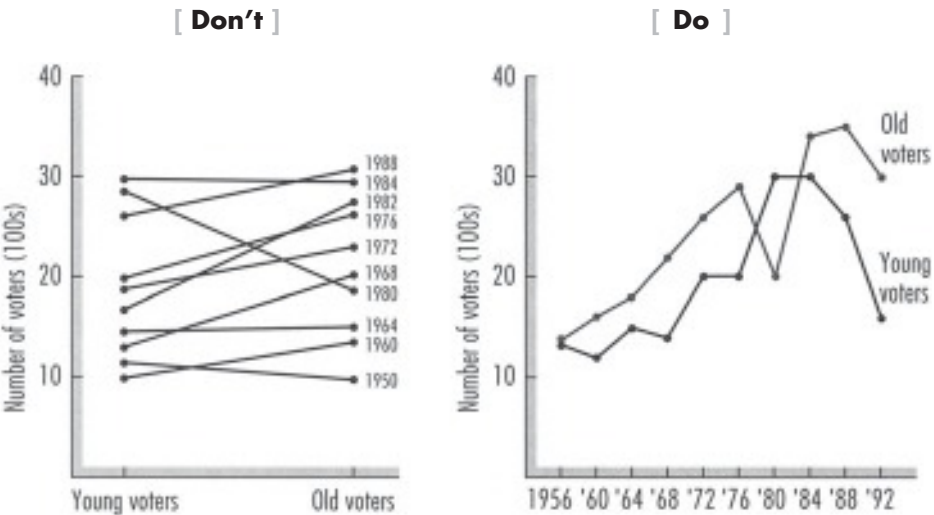 [ Don't ]
40
30
20
10
Number of voters (100s)
1988
1984
1982
1976
1972
1968
1980
1964
1960
1950
Young voters Old voters
[ Do ]
40
30
20
10
Number of voters (100s)
Old
voters
Young
voters
1956 '60 '64 '68 '72 '76 '80 '84 '88 '92